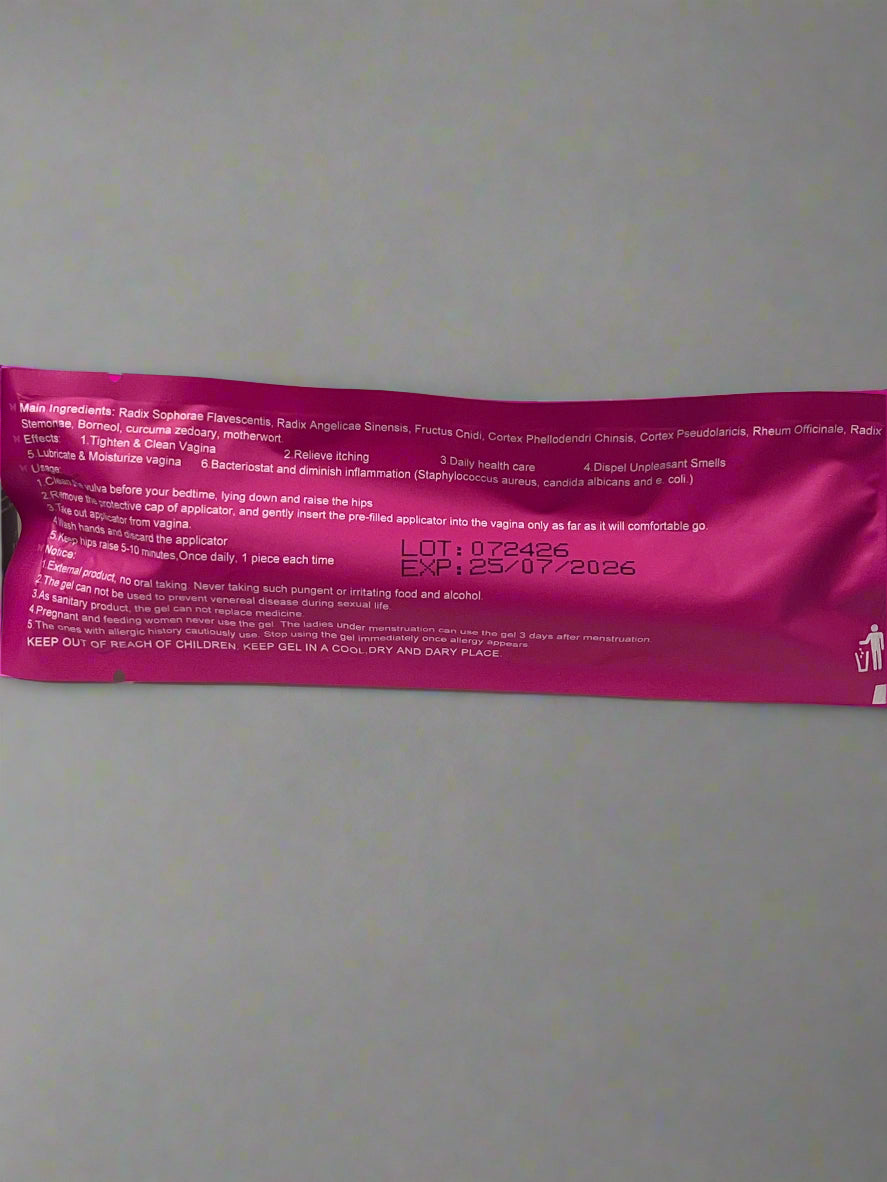 Main Ingredients: Radix Sophorae Flavescentis, Radix Angelicae Sinensis, Fructus Cnidi, Cortex Phellodendri Chinsis, Cortex Pseudolaricis, Rheum Officinale, Radix
Stemonae, Borneol, curcuma zedoary, motherwort.
Effects: 1.Tighten & Clean Vagina 2.Relieve itching 3.Daily health care 4.Dispel Unpleasant Smells
5.Lubricate & Moisturize vagina 6.Bacteriostat and diminish inflammation (Staphylococcus aureus, candida albicans and e. coli.)
Usage:
1.Clean the vulva before your bedtime, lying down and raise the hips
2.Remove the protective cap of applicator, and gently insert the pre-filled applicator into the vagina only as far as it will comfortable go.
3.Take out applicator from vagina.
4.Wash hands and discard the applicator
5.Keep hips raise 5-10 minutes,Once daily, 1 piece each time
LOT: 072426
EXP: 25/07/2026
Notice:
1.External product, no oral taking. Never taking such pungent or irritating food and alcohol.
2.The gel can not be used to prevent venereal disease during sexual life.
3.As sanitary product, the gel can not replace medicine.
4.Pregnant and feeding women never use the gel. The ladies under menstruation can use the gel 3 days after menstruation.
5.The ones with allergic history cautiously use. Stop using the gel immediately once allergy appears.
KEEP OUT OF REACH OF CHILDREN. KEEP GEL IN A COOL,DRY AND DARY PLACE.